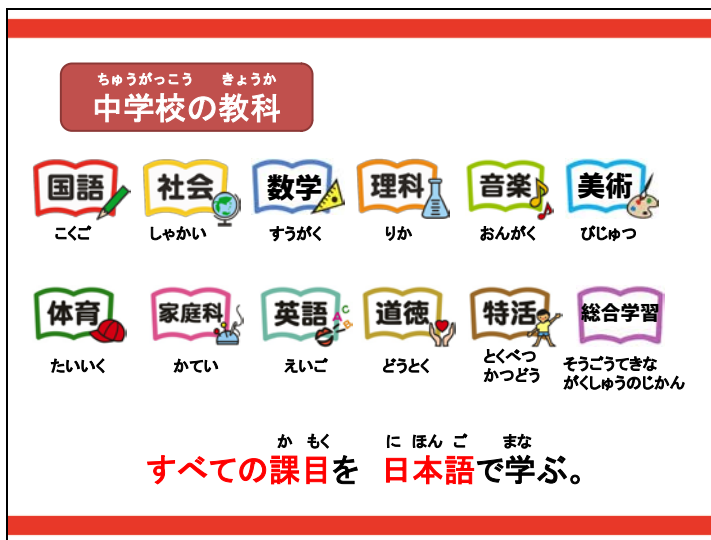 ちゅうがっこう きょうか
中学校の教科
国語 社会 数学 理科 音楽 美術
こくご しゃかい すうがく りか おんがく びじゅつ
体育 家庭科 英語 道徳 特活 総合学習
A B C
たいいく かてい えいご どうとく とくべつ そうごうてきな
かつどう がくしゅうのじかん
か もく に ほん ご まな
すべての課目を 日本語で学ぶ。